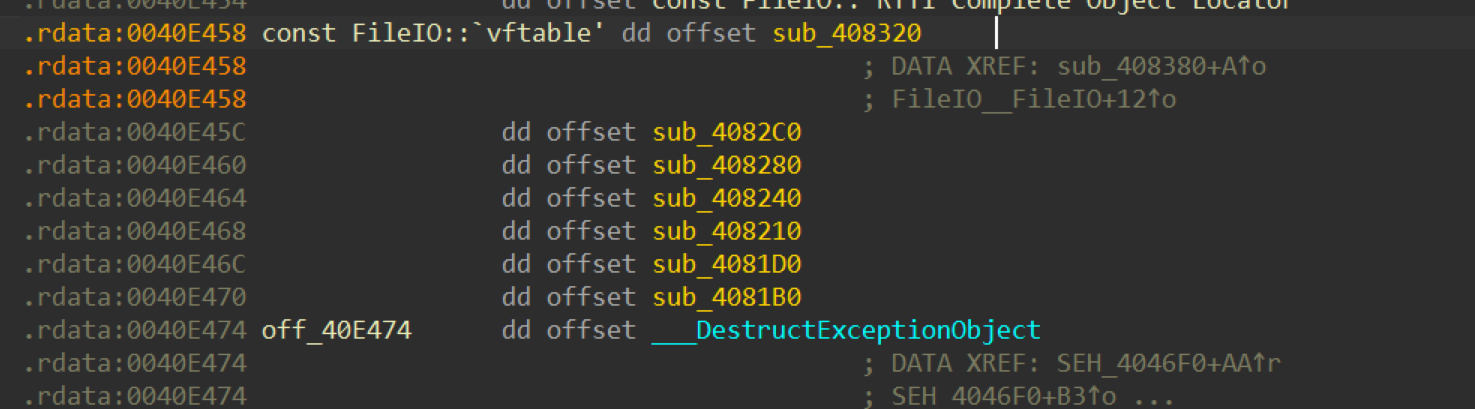 .rdata:0040E454 dd offset const FileIO::`RTTI Complete Object Locator'
.rdata:0040E458 const FileIO::`vftable' dd offset sub_408320
.rdata:0040E458 ; DATA XREF: sub_408380+A↑o
.rdata:0040E458 ; FileIO__FileIO+12↑o
.rdata:0040E45C dd offset sub_4082C0
.rdata:0040E460 dd offset sub_408280
.rdata:0040E464 dd offset sub_408240
.rdata:0040E468 dd offset sub_408210
.rdata:0040E46C dd offset sub_4081D0
.rdata:0040E470 dd offset sub_4081B0
.rdata:0040E474 off_40E474 dd offset ___DestructExceptionObject
.rdata:0040E474 ; DATA XREF: SEH_4046F0+AA↑r
.rdata:0040E474 ; SEH_4046F0+B3↑o ...